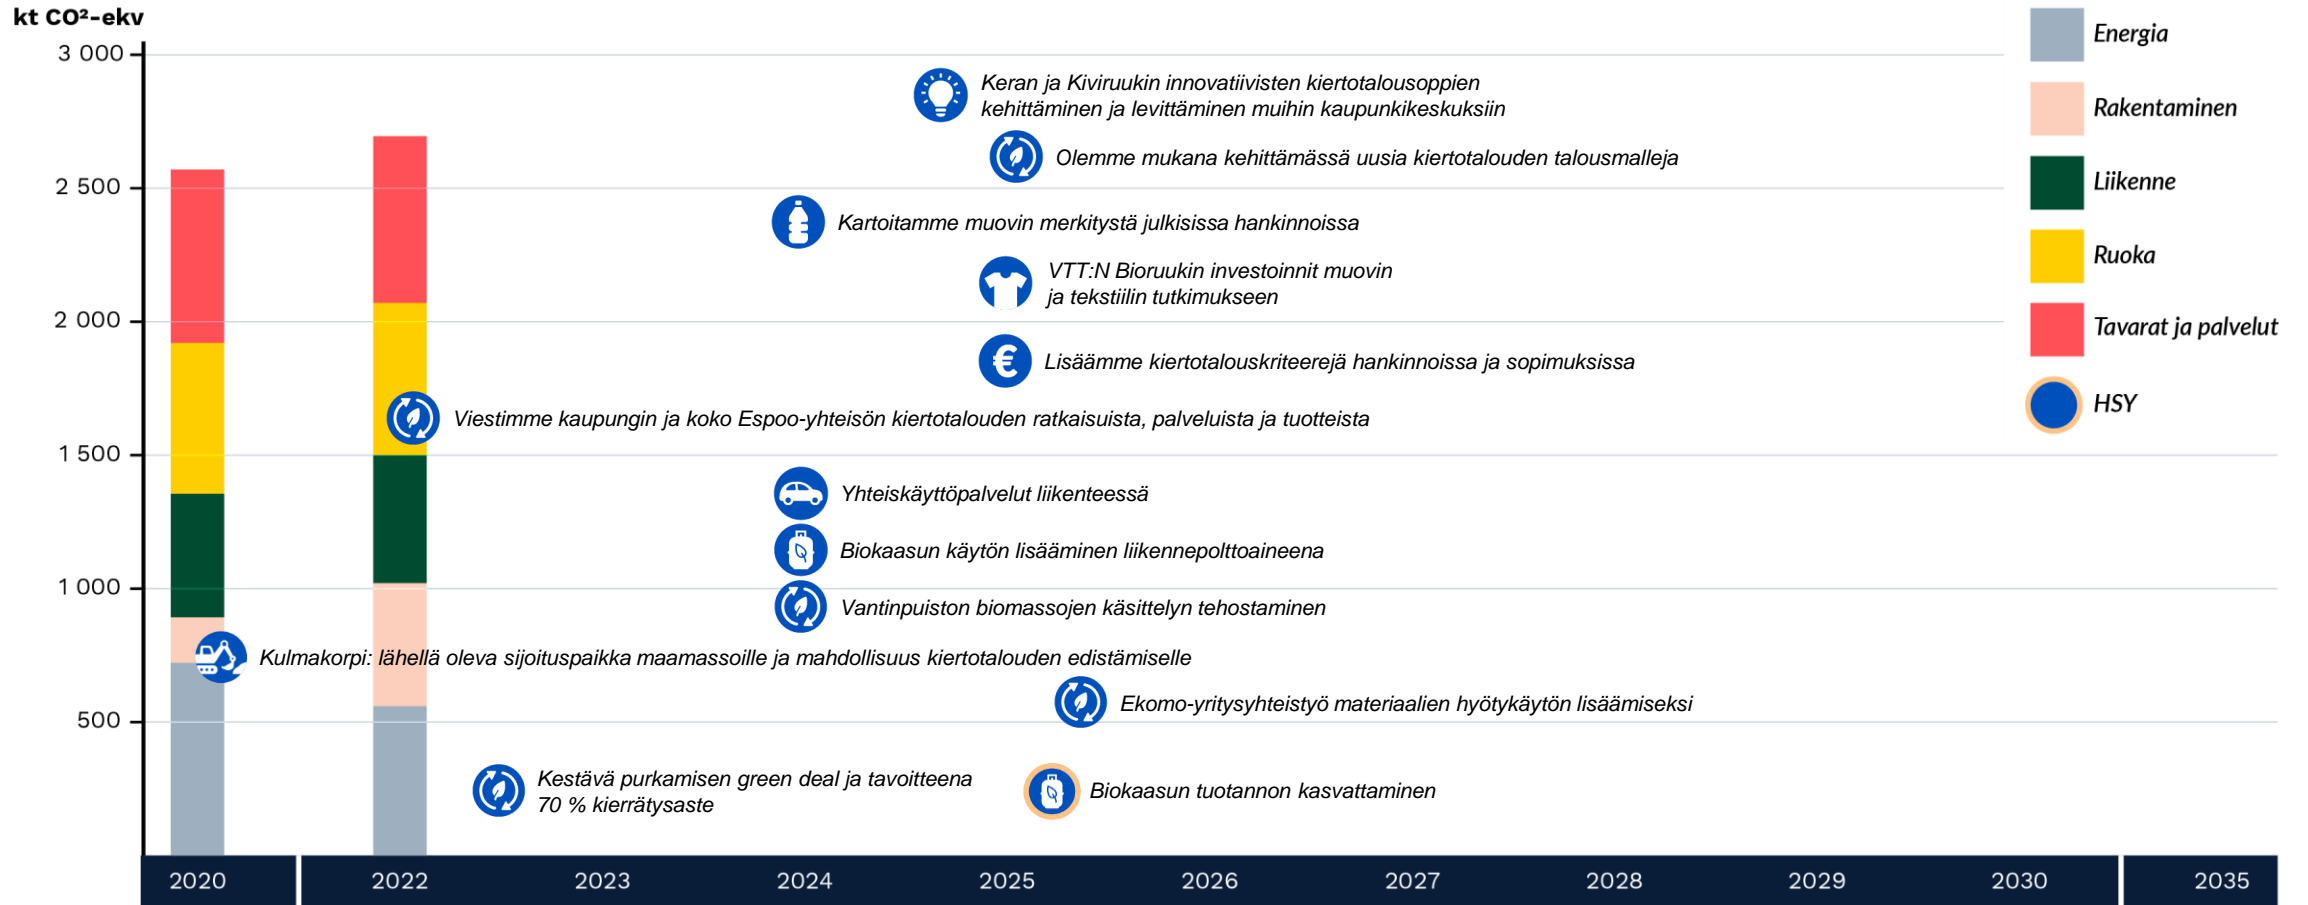 kt CO²-ekv
3 000
2 500
2 000
1 500
1 000
500
Keran ja Kiviruukin innovatiivisten kiertotalousoppien
kehittäminen ja levittäminen muihin kaupunkikeskuksiin
Olemme mukana kehittämässä uusia kiertotalouden talousmalleja
Kartoitamme muovin merkitystä julkisissa hankinnoissa
VTT:N Bioruukin investoinnit muovin
ja tekstiilin tutkimukseen
€
Lisäämme kiertotalouskriteerejä hankinnoissa ja sopimuksissa
Viestimme kaupungin ja koko Espoo-yhteisön kiertotalouden ratkaisuista, palveluista ja tuotteista
Yhteiskäyttöpalvelut liikenteessä
Biokaasun käytön lisääminen liikennepolttoaineena
Vantinpuiston biomassojen käsittelyn tehostaminen
Kulmakorpi: lähellä oleva sijoituspaikka maamassoille ja mahdollisuus kiertotalouden edistämiselle
Ekomo-yritysyhteistyö materiaalien hyötykäytön lisäämiseksi
Kestävä purkamisen green deal ja tavoitteena
70 % kierrätysaste
Biokaasun tuotannon kasvattaminen
Energia
Rakentaminen
Liikenne
Ruoka
Tavarat ja palvelut
HSY
2020 2022 2023 2024 2025 2026 2027 2028 2029 2030 2035